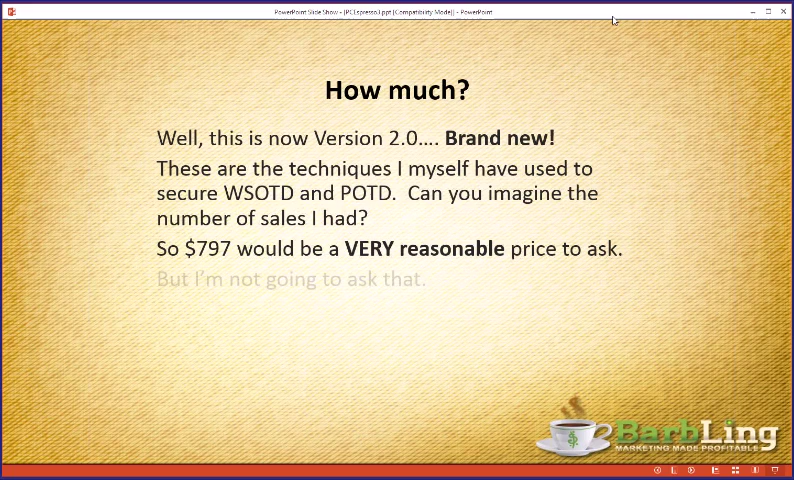 PowerPoint Slide Show - [PCEspresso3.ppt [Compatibility Mode]] - PowerPoint
How much?
Well, this is now Version 2.0.... Brand new!
These are the techniques I myself have used to
secure WSOTD and POTD.  Can you imagine the
number of sales I had?
So $797 would be a VERY reasonable price to ask.
But I'm not going to ask that.
$
BarbLing
MARKETING MADE PROFITABLE